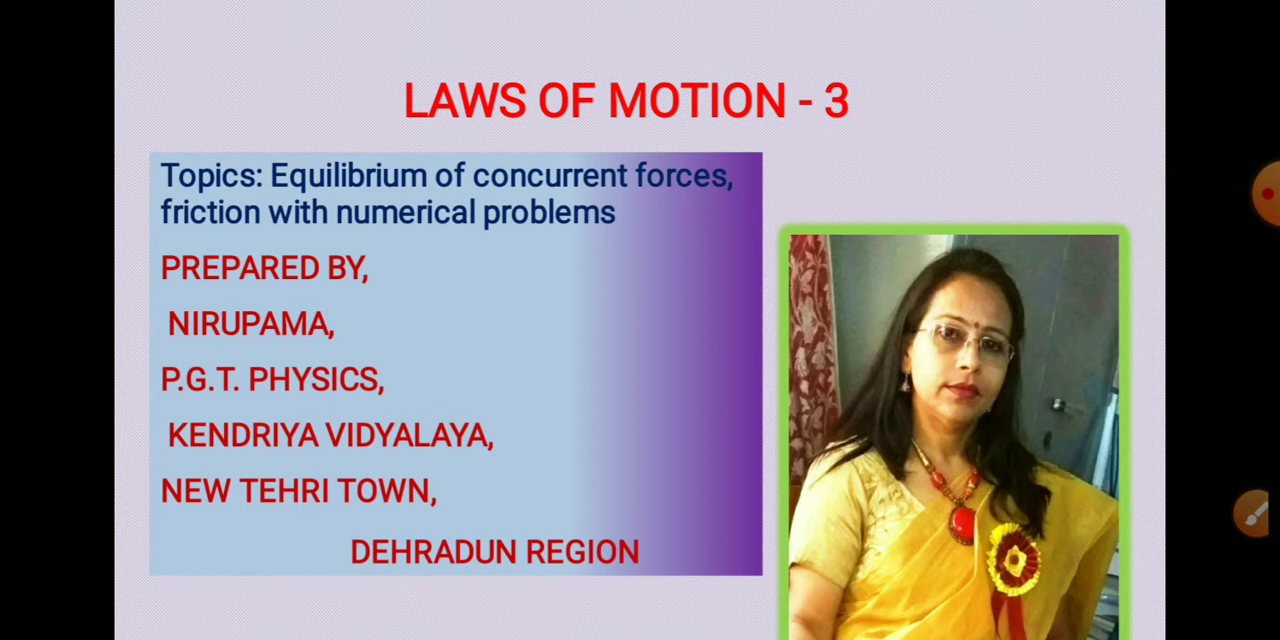 LAWS OF MOTION - 3
Topics: Equilibrium of concurrent forces,
friction with numerical problems
PREPARED BY,
NIRUPAMA,
P.G.T. PHYSICS,
KENDRIYA VIDYALAYA,
NEW TEHRI TOWN,
DEHRADUN REGION